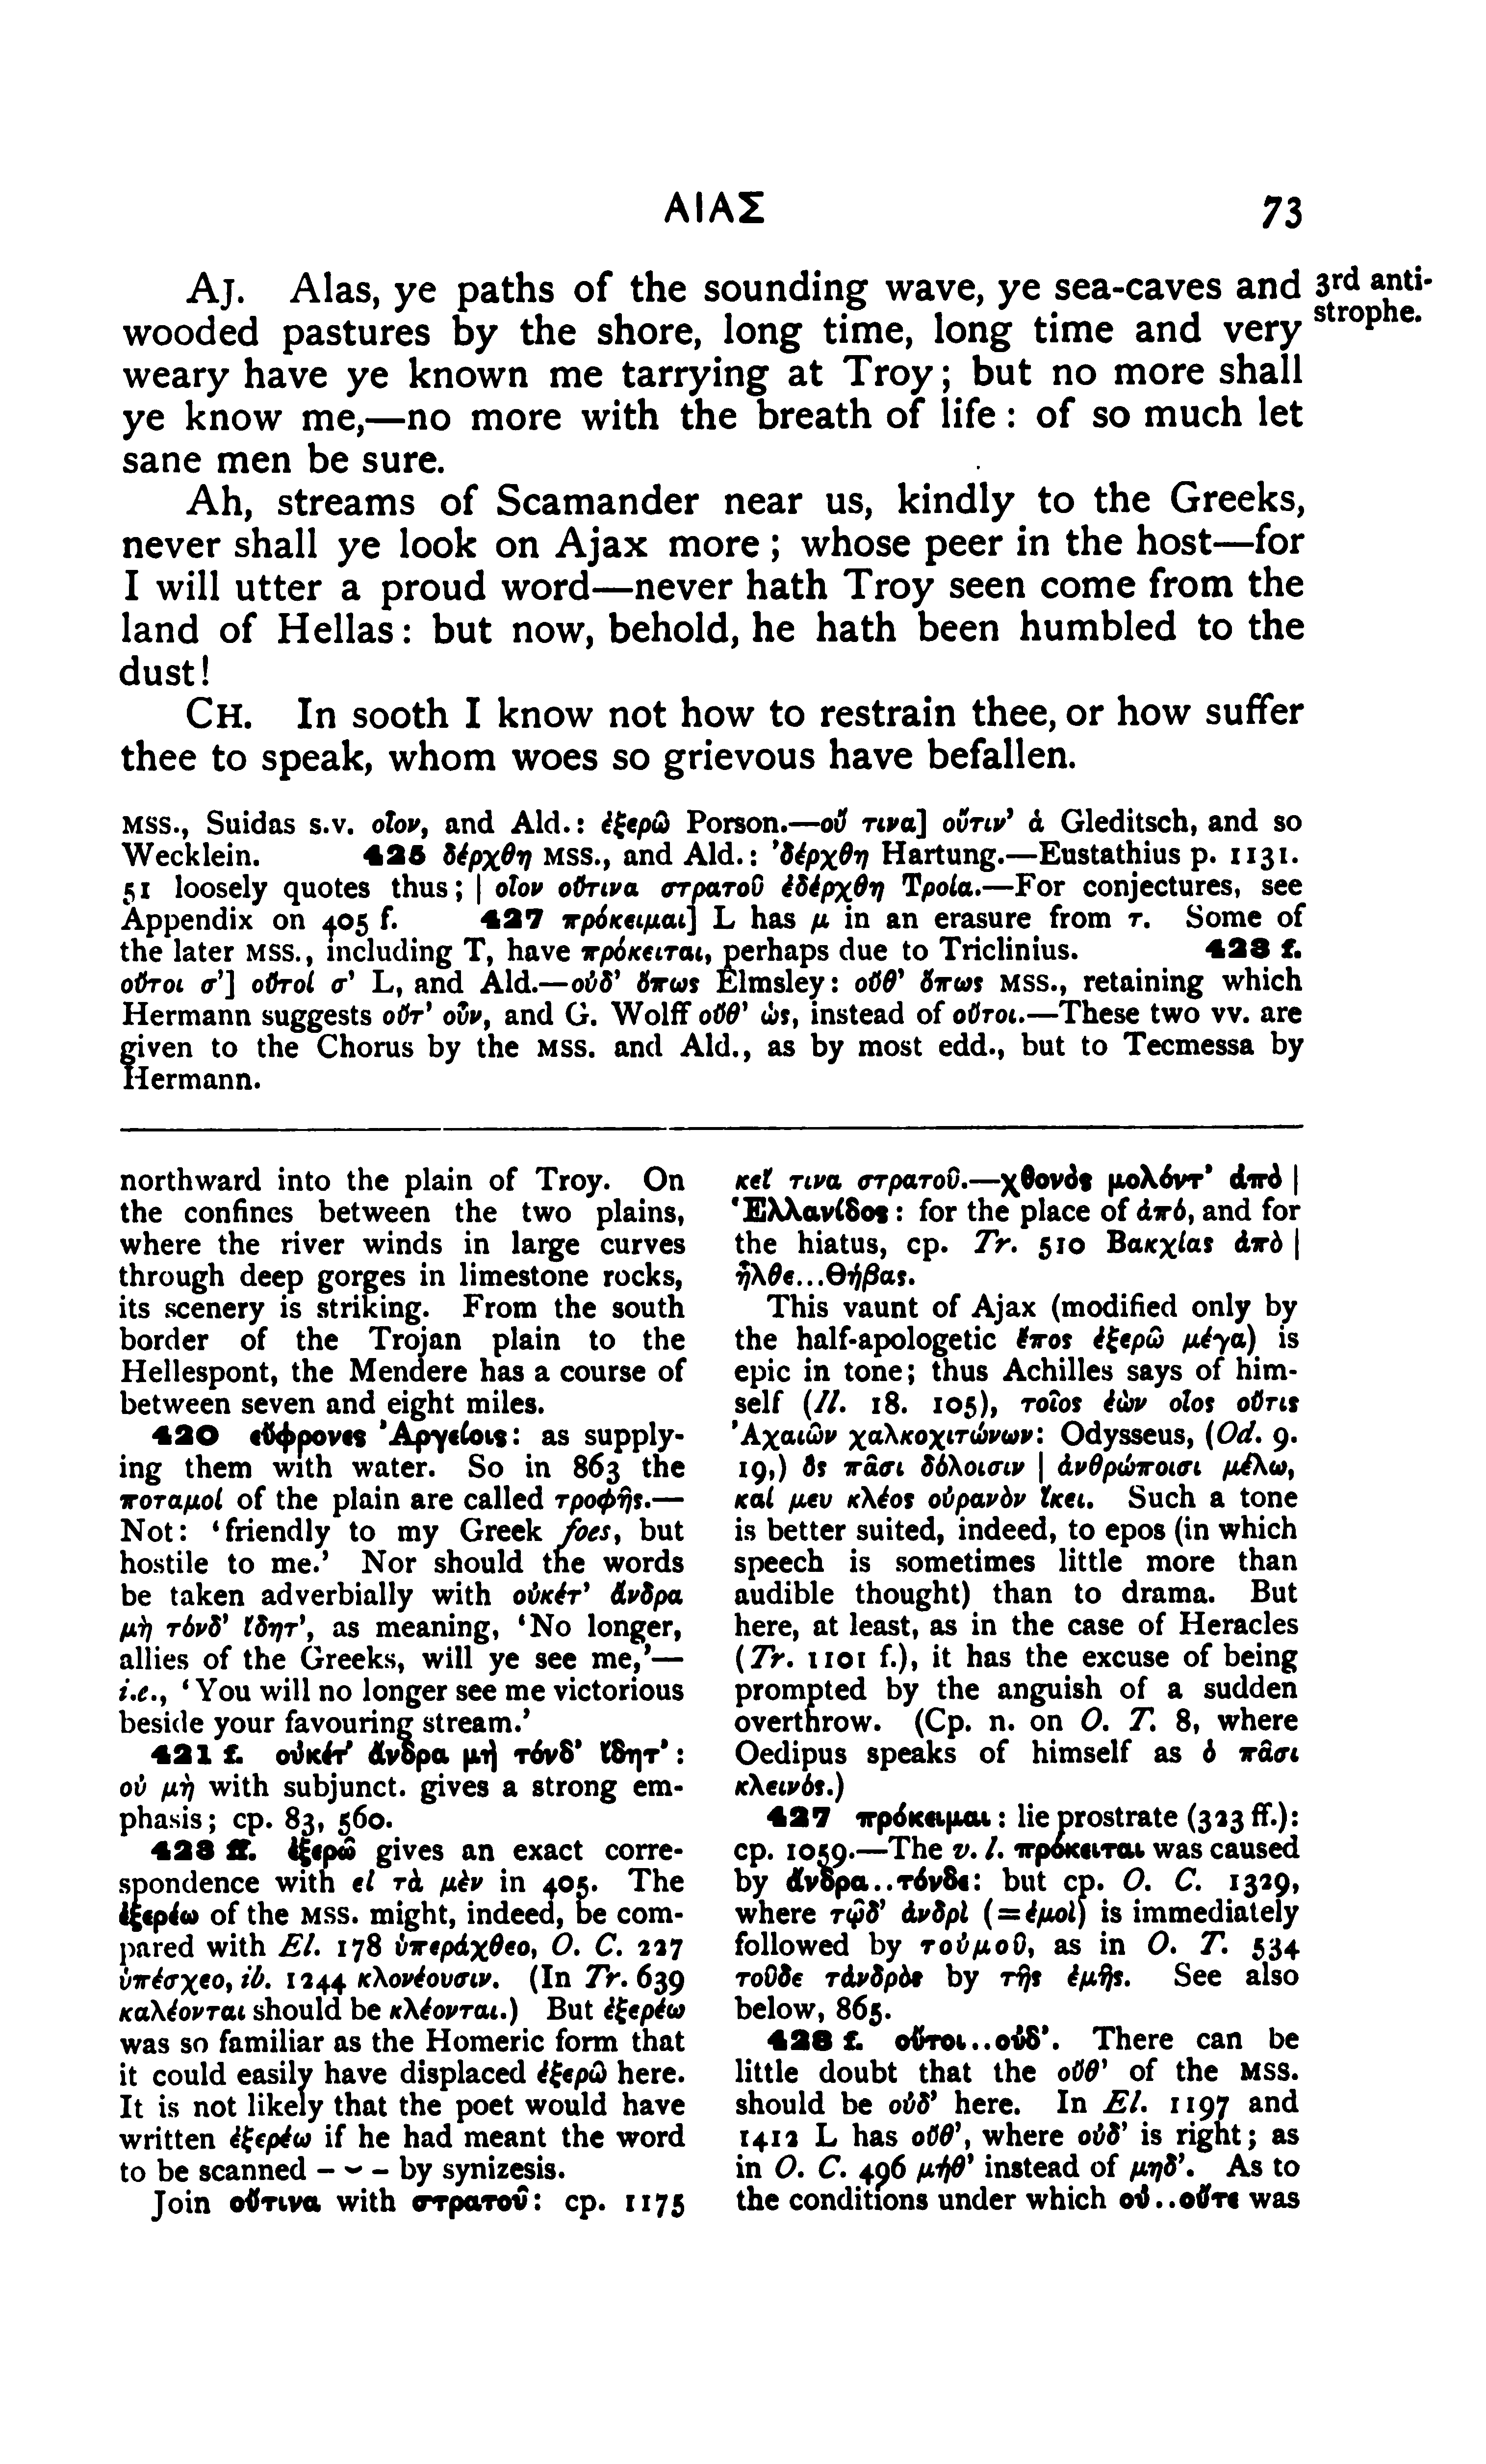 ΑΙΑΣ
73
AJ. Alas, ye paths of the sounding wave, ye sea-caves and
3rd anti-
strophe.
wooded pastures by the shore, long time, long time and very
weary have ye known me tarrying at Troy; but no more shall
ye know me,—no more with the breath of life: of so much let
sane men be sure.
Ah, streams of Scamander near us, kindly to the Greeks,
never shall ye look on Ajax more; whose peer in the host—for
I will utter a proud word—never hath Troy seen come from the
land of Hellas: but now, behold, he hath been humbled to the
dust!
CH. In sooth I know not how to restrain thee, or how suffer
thee to speak, whom woes so grievous have befallen.
MSS., Suidas s.v. οἷον, and Ald.: ἐξερῶ Porson.—οὔ τινα] οὔτιν’ ἁ Gleditsch, and so
Wecklein. 425 δέρχθη MSS., and Ald.: ’δέρχθη Hartung.—Eustathius p. 1131.
51 loosely quotes thus; | οἷον οὔτινα στρατοῦ ἐδέρχθη Τροία.—For conjectures, see
Appendix on 405 f. 427 πρόκειμαι] L has μ in an erasure from τ. Some of
the later MSS., including T, have πρόκειται, perhaps due to Triclinius. 428 f.
οὔτοι σ’] οὔτοί σ’ L, and Ald.—οὐδ’ ὅπως Elmsley: οὔθ’ ὅπως MSS., retaining which
Hermann suggests οὔτ’ οὖν, and G. Wolff οὔθ’ ὡς, instead of οὔτοι.—These two vv. are
given to the Chorus by the MSS. and Ald., as by most edd., but to Tecmessa by
Hermann.
northward into the plain of Troy. On
the confines between the two plains,
where the river winds in large curves
through deep gorges in limestone rocks,
its scenery is striking. From the south
border of the Trojan plain to the
Hellespont, the Mendere has a course of
between seven and eight miles.
420 εὔφρονες Ἀργείοις: as supply-
ing them with water. So in 863 the
ποταμοί of the plain are called τροφῆς.—
Not: ‘friendly to my Greek foes, but
hostile to me.’ Nor should the words
be taken adverbially with οὐκέτ’ ἄνδρα
μὴ τόνδ’ ἴδητ’, as meaning, ‘No longer,
allies of the Greeks, will ye see me,’—
i.e., ‘You will no longer see me victorious
beside your favouring stream.’
421 f. οὐκέτ’ ἄνδρα μὴ τόνδ’ ἴδητ’:
οὐ μὴ with subjunct. gives a strong em-
phasis; cp. 83, 560.
423 ff. ἐξερῶ gives an exact corre-
spondence with εἰ τὰ μὲν in 405. The
ἐξερέω of the MSS. might, indeed, be com-
pared with El. 178 ὑπεράχθεο, O. C. 227
ὑπέσχεο, ib. 1244 κλονέουσιν. (In Tr. 639
καλέονται should be κλέονται.) But ἐξερέω
was so familiar as the Homeric form that
it could easily have displaced ἐξερῶ here.
It is not likely that the poet would have
written ἐξερέω if he had meant the word
to be scanned – ⏑ – by synizesis.
Join οὔτινα with στρατοῦ: cp. 1175
κεἴ τινα στρατοῦ.—χθονὸς μολόντ’ ἀπὸ |
Ἑλλανίδος: for the place of ἀπό, and for
the hiatus, cp. Tr. 510 Βακχίας ἀπὸ |
ἦλθε...Θήβας.
This vaunt of Ajax (modified only by
the half-apologetic ἔπος ἐξερῶ μέγα) is
epic in tone; thus Achilles says of him-
self (Il. 18. 105), τοῖος ἐὼν οἷος οὔτις
Ἀχαιῶν χαλκοχιτώνων: Odysseus, (Od. 9.
19,) ὃς πᾶσι δόλοισιν | ἀνθρώποισι μέλω,
καί μευ κλέος οὐρανὸν ἵκει. Such a tone
is better suited, indeed, to epos (in which
speech is sometimes little more than
audible thought) than to drama. But
here, at least, as in the case of Heracles
(Tr. 1101 f.), it has the excuse of being
prompted by the anguish of a sudden
overthrow. (Cp. n. on O. T. 8, where
Oedipus speaks of himself as ὁ πᾶσι
κλεινός.)
427 πρόκειμαι: lie prostrate (323 ff.):
cp. 1059.—The v. l. πρόκειται was caused
by ἄνδρα..τόνδε: but cp. O. C. 1329,
where τῷδ’ ἀνδρὶ (=ἐμοὶ) is immediately
followed by τοὐμοῦ, as in O. T. 534
τοῦδε τἀνδρὸς by τῆς ἐμῆς. See also
below, 865.
428 f. οὔτοι..οὐδ’. There can be
little doubt that the οὔθ’ of the MSS.
should be οὐδ’ here. In El. 1197 and
1412 L has οὔθ’, where οὐδ’ is right; as
in O. C. 496 μήθ’ instead of μηδ’. As to
the conditions under which οὐ..οὔτε was